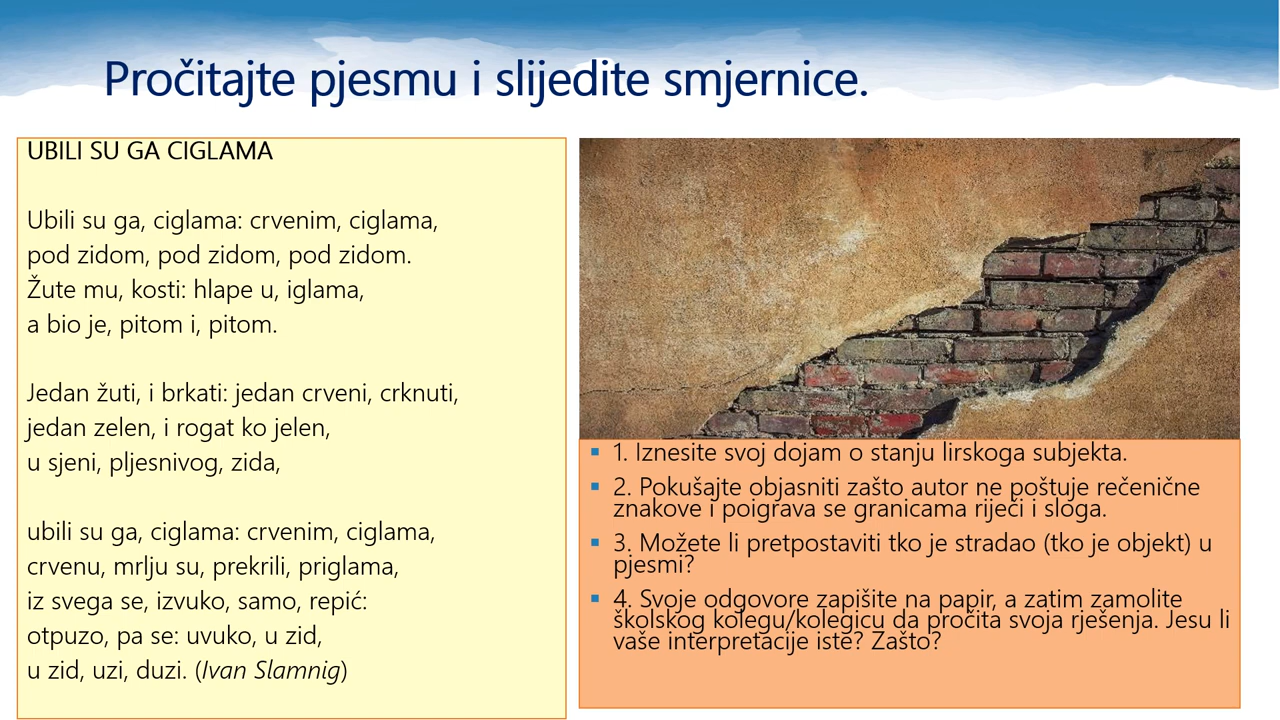 Pročitajte pjesmu i slijedite smjernice.
UBILI SU GA CIGLAMA
Ubili su ga, ciglama: crvenim, ciglama,
pod zidom, pod zidom, pod zidom.
Žute mu, kosti: hlape u, iglama,
a bio je, pitom i, pitom.
Jedan žuti, i brkati: jedan crveni, crknuti,
jedan zelen, i rogat ko jelen,
u sjeni, pljesnivog, zida,
ubili su ga, ciglama: crvenim, ciglama,
crvenu, mrlju su, prekrili, priglama,
iz svega se, izvuko, samo, repić:
otpuzo, pa se: uvuko, u zid,
u zid, uzi, duzi. (Ivan Slamnig)
1. Iznesite svoj dojam o stanju lirskoga subjekta.
2. Pokušajte objasniti zašto autor ne poštuje rečenične
znakove i poigrava se granicama riječi i sloga.
3. Možete li pretpostaviti tko je stradao (tko je objekt) u
pjesmi?
4. Svoje odgovore zapišite na papir, a zatim zamolite
školskog kolegu/kolegicu da pročita svoja rješenja. Jesu li
vaše interpretacije iste? Zašto?